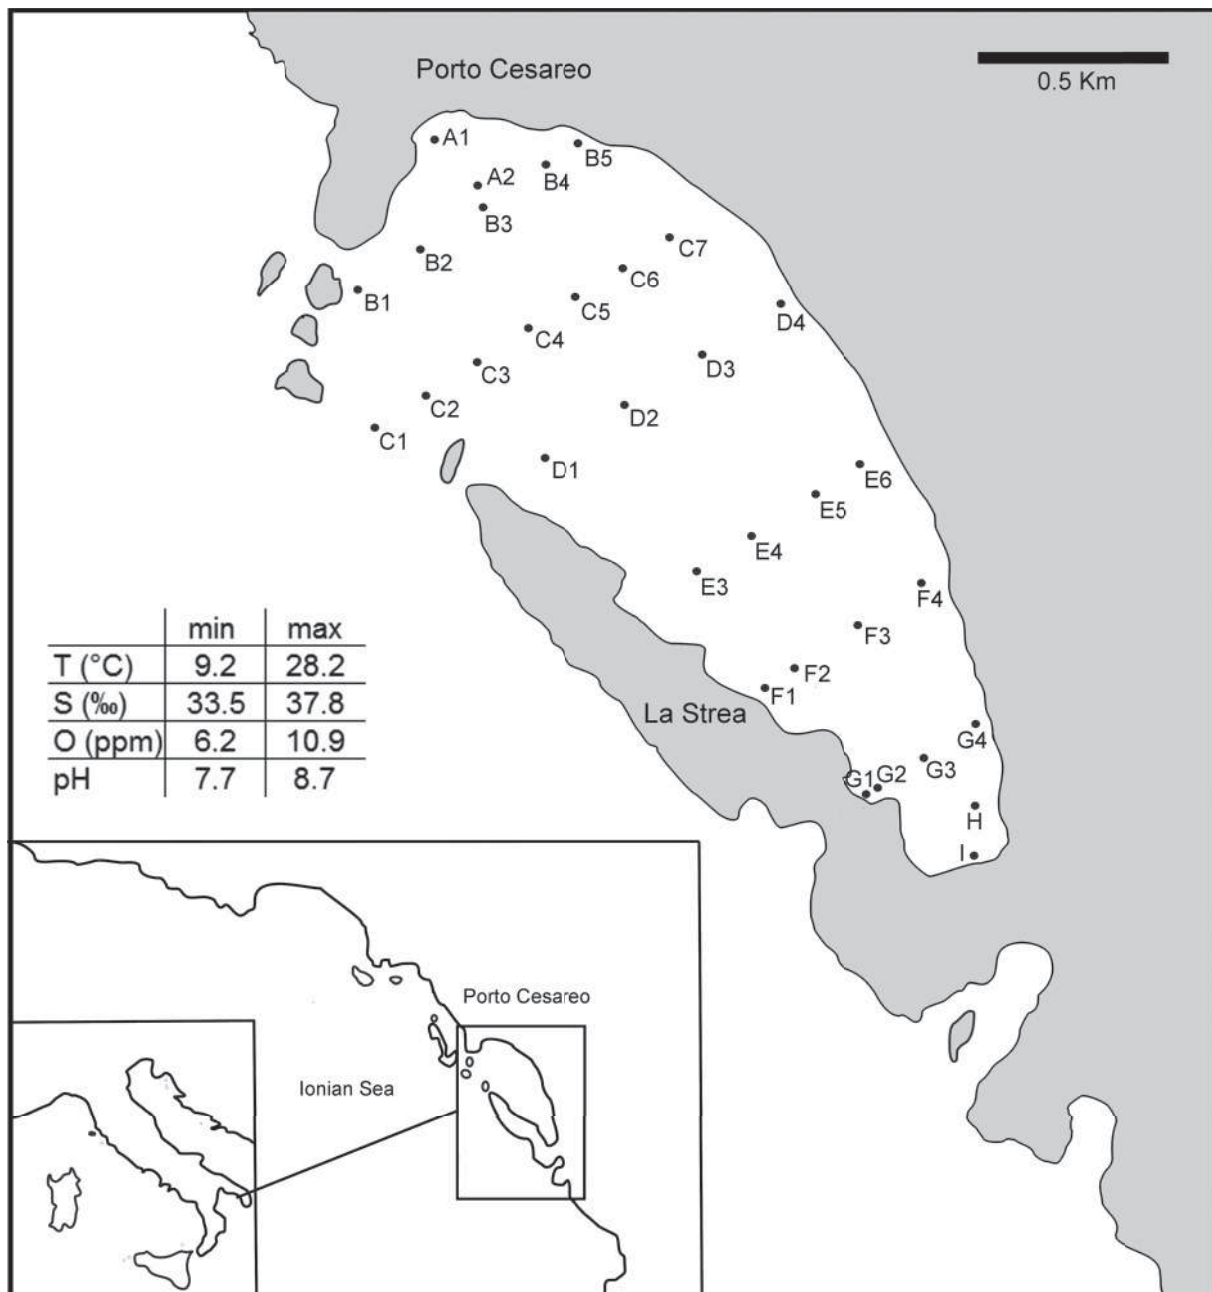 Porto Cesareo
0.5 Km
A1
B5
B4
A2
B3
C7
B2
C6
B1
C5
D4
C4
D3
C3
C2
D2
C1
D1
E6
E5
E4
E3
F4
F3
F2
F1
La Strea
G4
G3
G1 G2
H
I
min max
T (°C) 9.2 28.2
S (‰) 33.5 37.8
O (ppm) 6.2 10.9
pH 7.7 8.7
Porto Cesareo
Ionian Sea